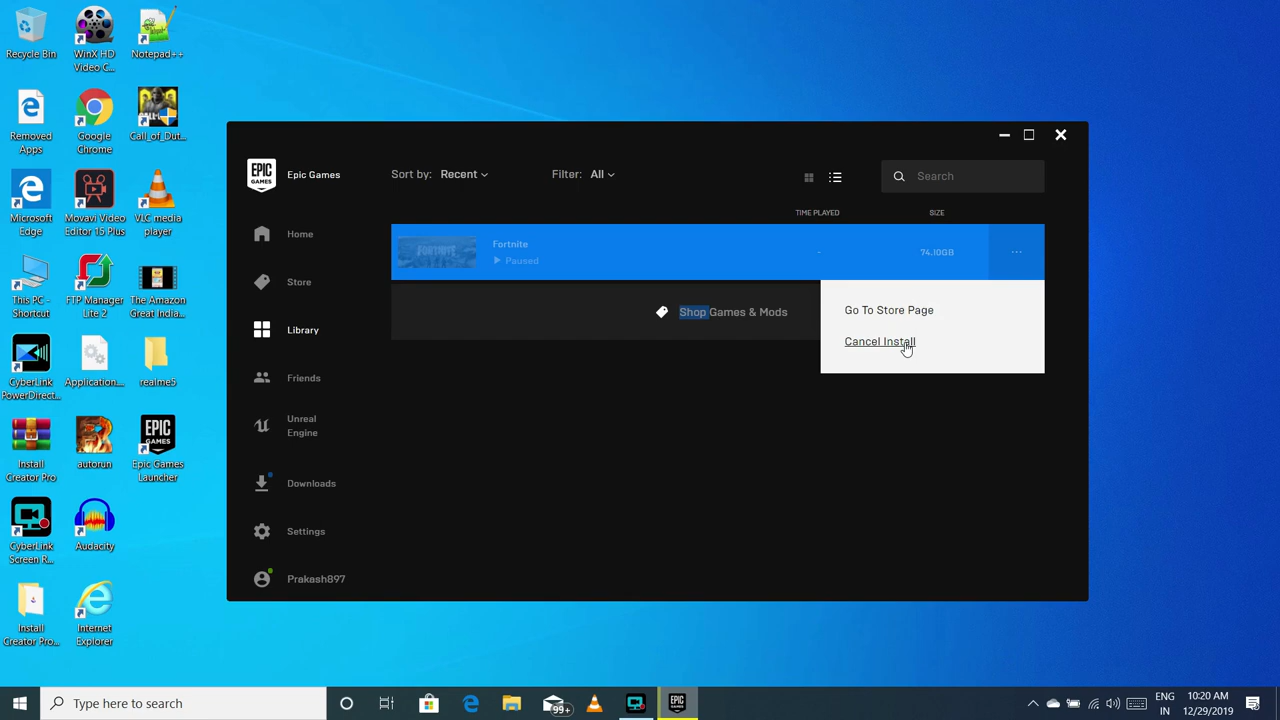 Recycle Bin
WinX HD
Video C...
Notepad++
Removed
Apps
Google
Chrome
Call_of_Dut...
Microsoft
Edge
Movavi Video
Editor 15 Plus
VLC media
player
This PC -
Shortcut
FTP Manager
Lite 2
The Amazon
Great India...
CyberLink
PowerDirect...
Application...
realme5
Install
Creator Pro
autorun
Epic Games
Launcher
CyberLink
Screen R...
Audacity
Install
Creator Pro...
Internet
Explorer
EPIC
GAMES
Epic Games
Home
Store
Library
Friends
Unreal
Engine
Downloads
Settings
Prakash897
Sort by: Recent
Filter: All
Search
TIME PLAYED
SIZE
FORTNITE
Fortnite
Paused
-
74.10GB
...
Shop Games & Mods
Go To Store Page
Cancel Install
Type here to search
99+
EPIC
GAMES
ENG
IN
10:20 AM
12/29/2019